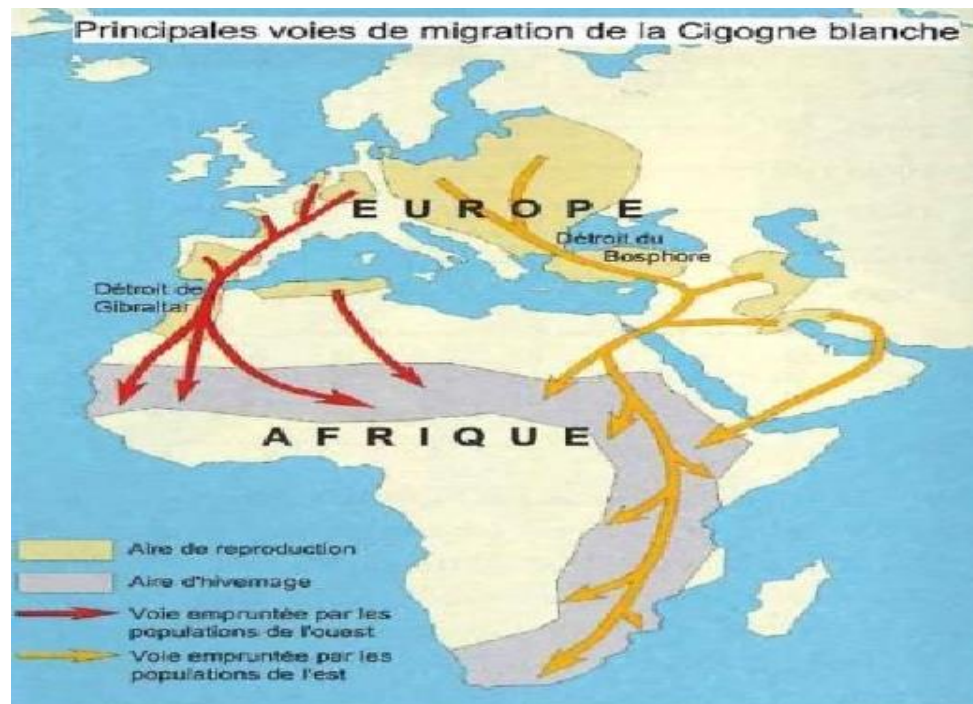 Principales voies de migration de la Cigogne blanche
EUROPE
Détroit du
Bosphore
Détroit de
Gibraltar
AFRIQUE
Aire de reproduction
Aire d'hivernage
Voie empruntée par les
populations de l'ouest
Voie empruntée par les
populations de l'est